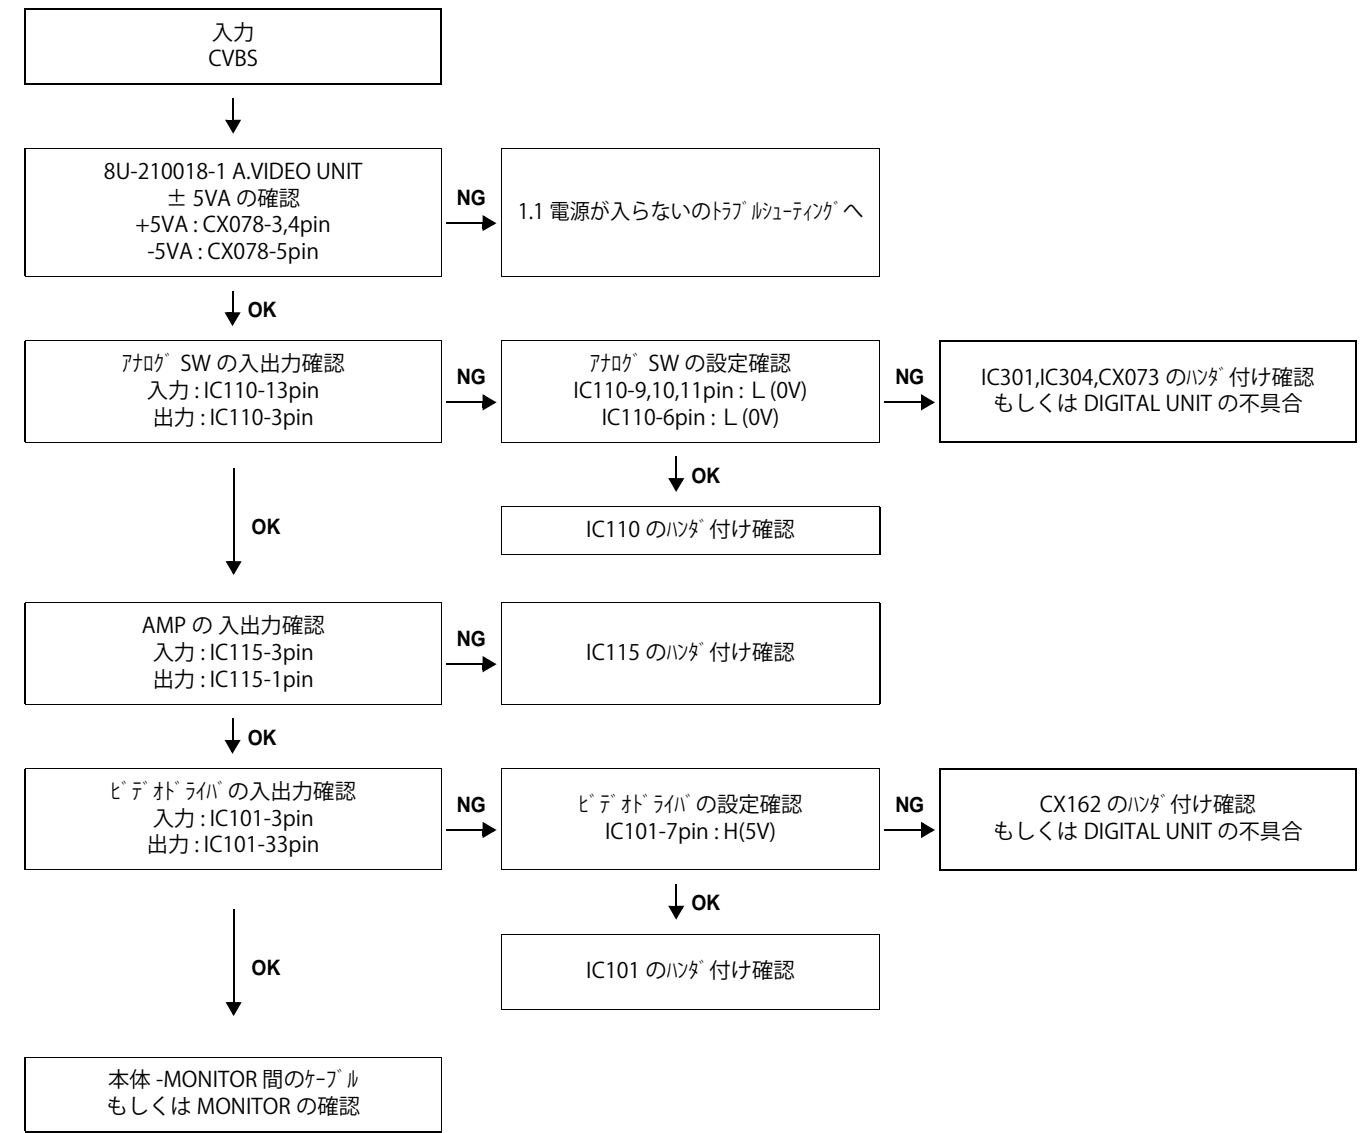 入力
CVBS
8U-210018-1 A.VIDEO UNIT
± 5VA の確認
+5VA : CX078-3,4pin
-5VA : CX078-5pin
NG
1.1 電源が入らないのﾄﾗﾌﾞﾙｼｭｰﾃｨﾝｸﾞへ
OK
ｱﾅﾛｸﾞ SW の入出力確認
入力 : IC110-13pin
出力 : IC110-3pin
NG
ｱﾅﾛｸﾞ SW の設定確認
IC110-9,10,11pin : L (0V)
IC110-6pin : L (0V)
NG
IC301,IC304,CX073 のﾊﾝﾀﾞ付け確認
もしくは DIGITAL UNIT の不具合
OK
IC110 のﾊﾝﾀﾞ付け確認
OK
AMP の 入出力確認
入力 : IC115-3pin
出力 : IC115-1pin
NG
IC115 のﾊﾝﾀﾞ付け確認
OK
ﾋﾞﾃﾞｵﾄﾞﾗｲﾊﾞの入出力確認
入力 : IC101-3pin
出力 : IC101-33pin
NG
ﾋﾞﾃﾞｵﾄﾞﾗｲﾊﾞの設定確認
IC101-7pin : H(5V)
NG
CX162 のﾊﾝﾀﾞ付け確認
もしくは DIGITAL UNIT の不具合
OK
IC101 のﾊﾝﾀﾞ付け確認
OK
本体 -MONITOR 間のｹｰﾌﾞﾙ
もしくは MONITOR の確認